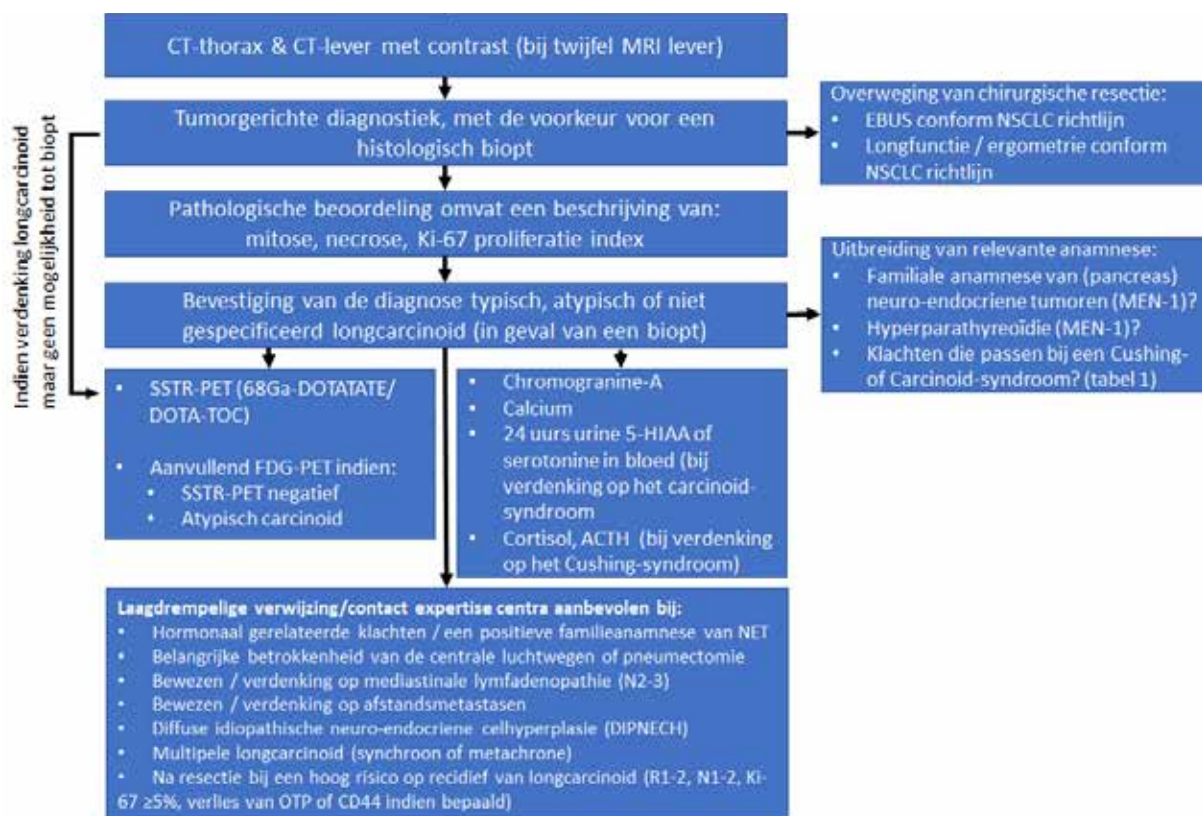 CT-thorax & CT-lever met contrast (bij twijfel MRI lever)
Tumorgerichte diagnostiek, met de voorkeur voor een
histologisch biopt
Overweging van chirurgische resectie:
• EBUS conform NSCLC richtlijn
• Longfunctie / ergometrie conform
NSCLC richtlijn
Indien verdenking longcarcinoid
maar geen mogelijkheid tot biopt
Pathologische beoordeling omvat een beschrijving van:
mitose, necrose, Ki-67 proliferatie index
Bevestiging van de diagnose typisch, atypisch of niet
gespecificeerd longcarcinoid (in geval van een biopt)
Uitbreiding van relevante anamnese:
• Familiale anamnese van (pancreas)
neuro-endocriene tumoren (MEN-1)?
• Hyperparathyreoïdie (MEN-1)?
• Klachten die passen bij een Cushing-
of Carcinoid-syndroom? (tabel 1)
• SSTR-PET (68Ga-DOTATATE/
DOTA-TOC)
• Aanvullend FDG-PET indien:
• SSTR-PET negatief
• Atypisch carcinoid
• Chromogranine-A
• Calcium
• 24 uurs urine 5-HIAA of
serotonine in bloed (bij
verdenking op het carcinoid-
syndroom
• Cortisol, ACTH (bij verdenking
op het Cushing-syndroom)
Laagdrempelige verwijzing/contact expertise centra aanbevolen bij:
• Hormonaal gerelateerde klachten / een positieve familieanamnese van NET
• Belangrijke betrokkenheid van de centrale luchtwegen of pneumectomie
• Bewezen / verdenking op mediastinale lymfadenopathie (N2-3)
• Bewezen / verdenking op afstandsmetastasen
• Diffuse idiopathische neuro-endocriene celhyperplasie (DIPNECH)
• Multipele longcarcinoid (synchroon of metachrone)
• Na resectie bij een hoog risico op recidief van longcarcinoid (R1-2, N1-2, Ki-
67 ≥5%, verlies van OTP of CD44 indien bepaald)